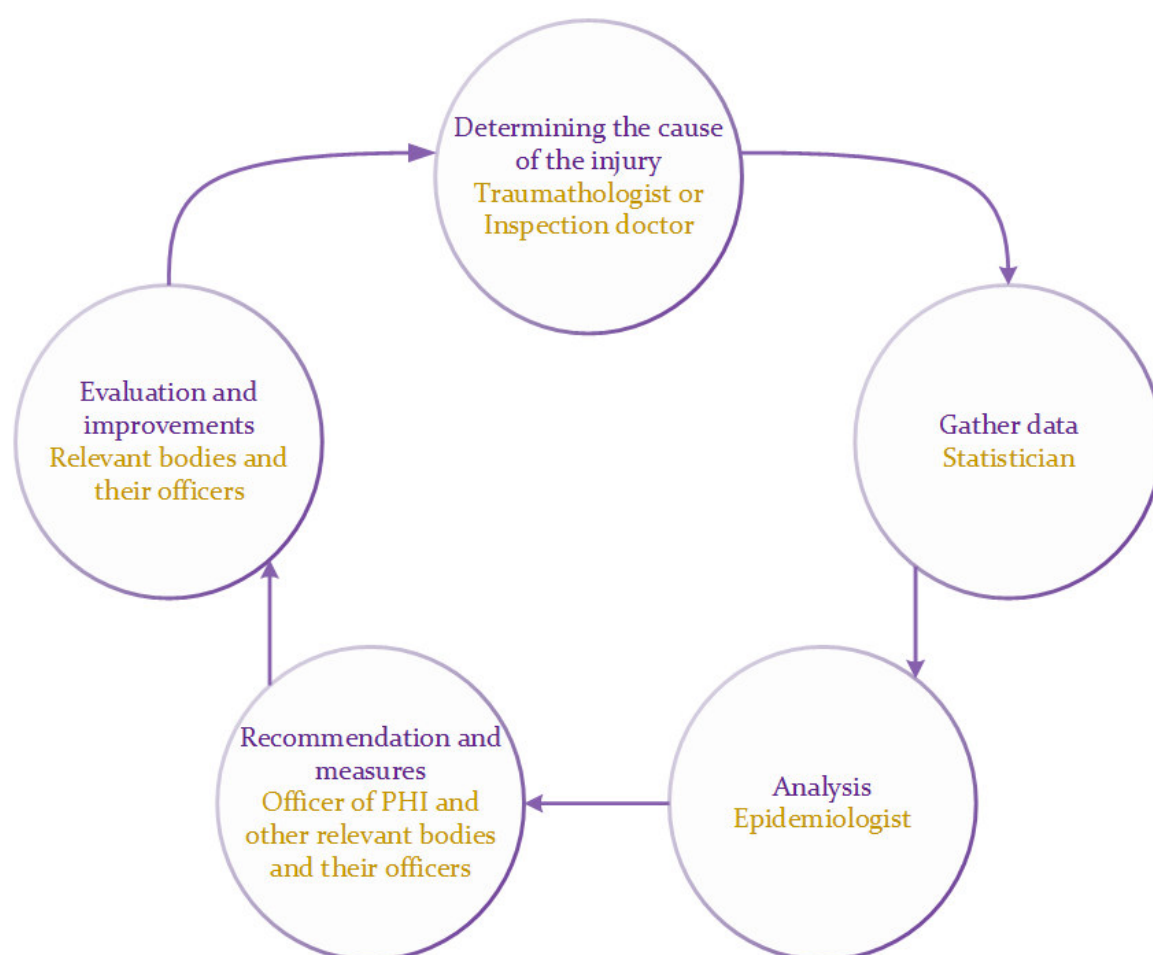 Determining the cause
of the injury
Traumathologist or
Inspection doctor
Gather data
Statistician
Analysis
Epidemiologist
Recommendation and
measures
Officer of PHI and
other relevant bodies
and their officers
Evaluation and
improvements
Relevant bodies and
their officers